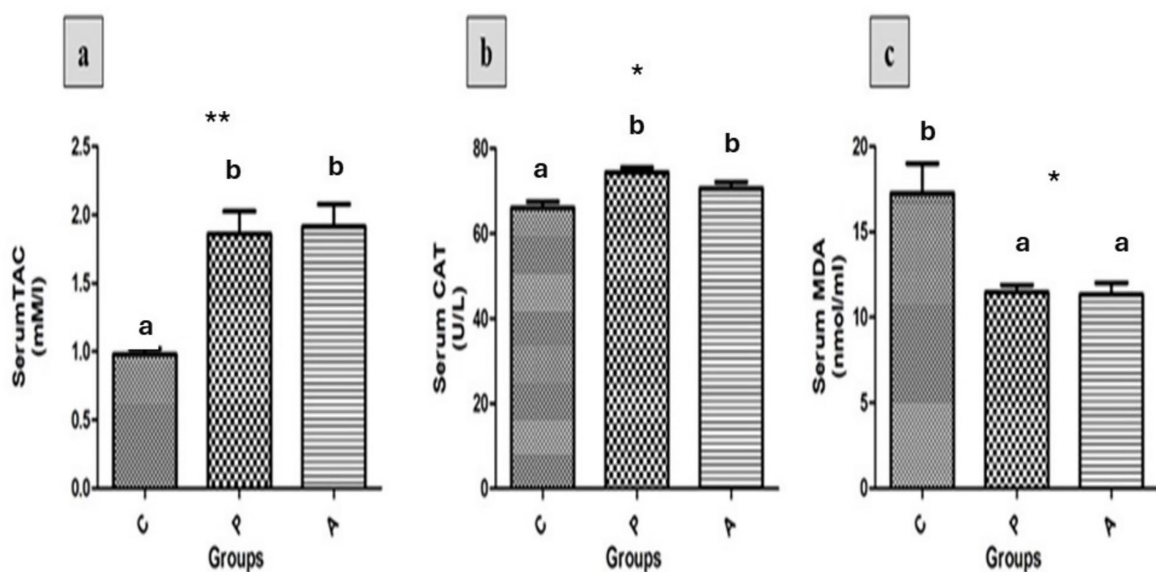 a
**
b
b
a
2.5
2.0
1.5
1.0
0.5
0.0
SerumTAC
(mM/l)
C
P
A
Groups
b
*
a
b
b
80
60
40
20
0
Serum CAT
(U/L)
C
P
A
Groups
c
b
*
a
a
20
15
10
5
0
Serum MDA
(nmol/ml)
C
P
A
Groups